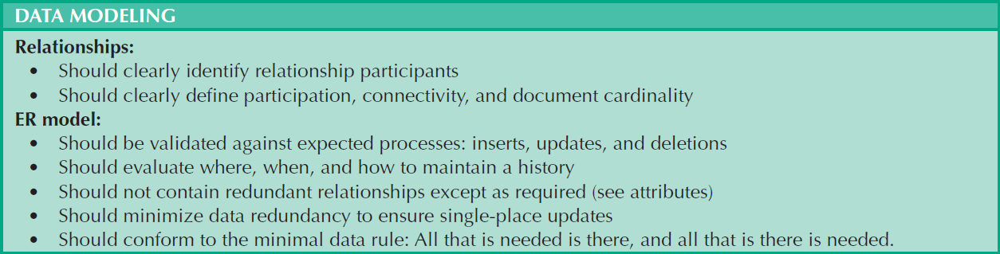 DATA MODELING
Relationships:
• Should clearly identify relationship participants
• Should clearly define participation, connectivity, and document cardinality
ER model:
• Should be validated against expected processes: inserts, updates, and deletions
• Should evaluate where, when, and how to maintain a history
• Should not contain redundant relationships except as required (see attributes)
• Should minimize data redundancy to ensure single-place updates
• Should conform to the minimal data rule: All that is needed is there, and all that is there is needed.